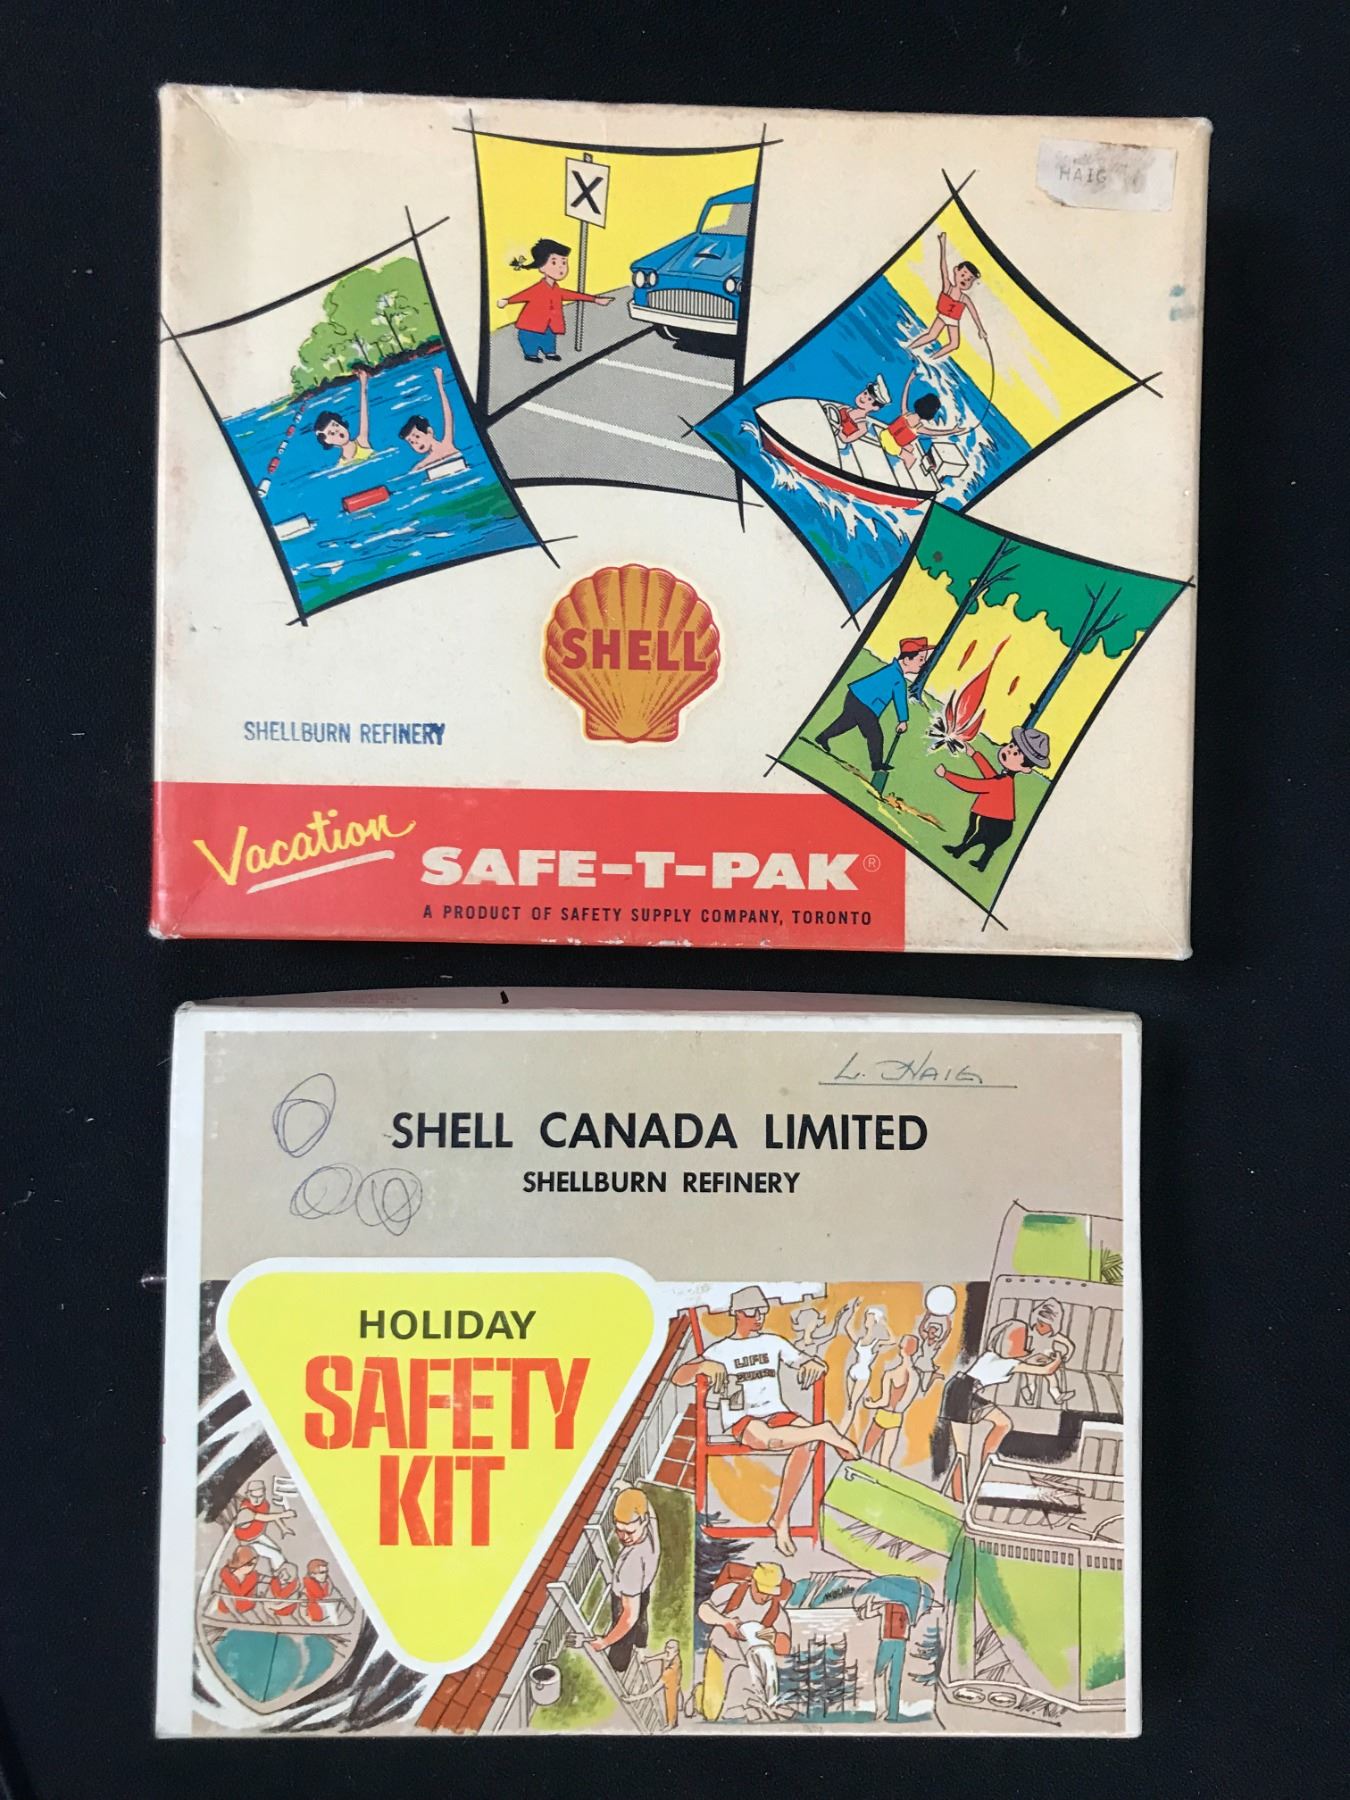 HAIG
X
SHELL
SHELLBURN REFINERY
Vacation
SAFE-T-PAK®
A PRODUCT OF SAFETY SUPPLY COMPANY, TORONTO
L. HAIG
SHELL CANADA LIMITED
SHELLBURN REFINERY
HOLIDAY
SAFETY
KIT
LIFE
GUARD